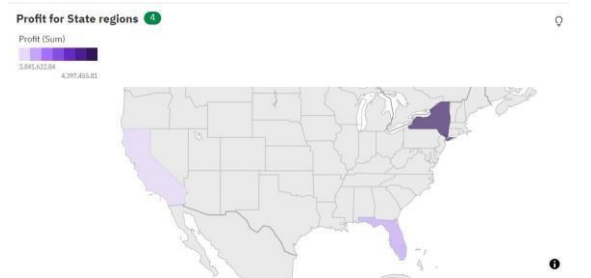 Profit for State regions 4
Profit (Sum)
3,841,622.84
4,397,455.81